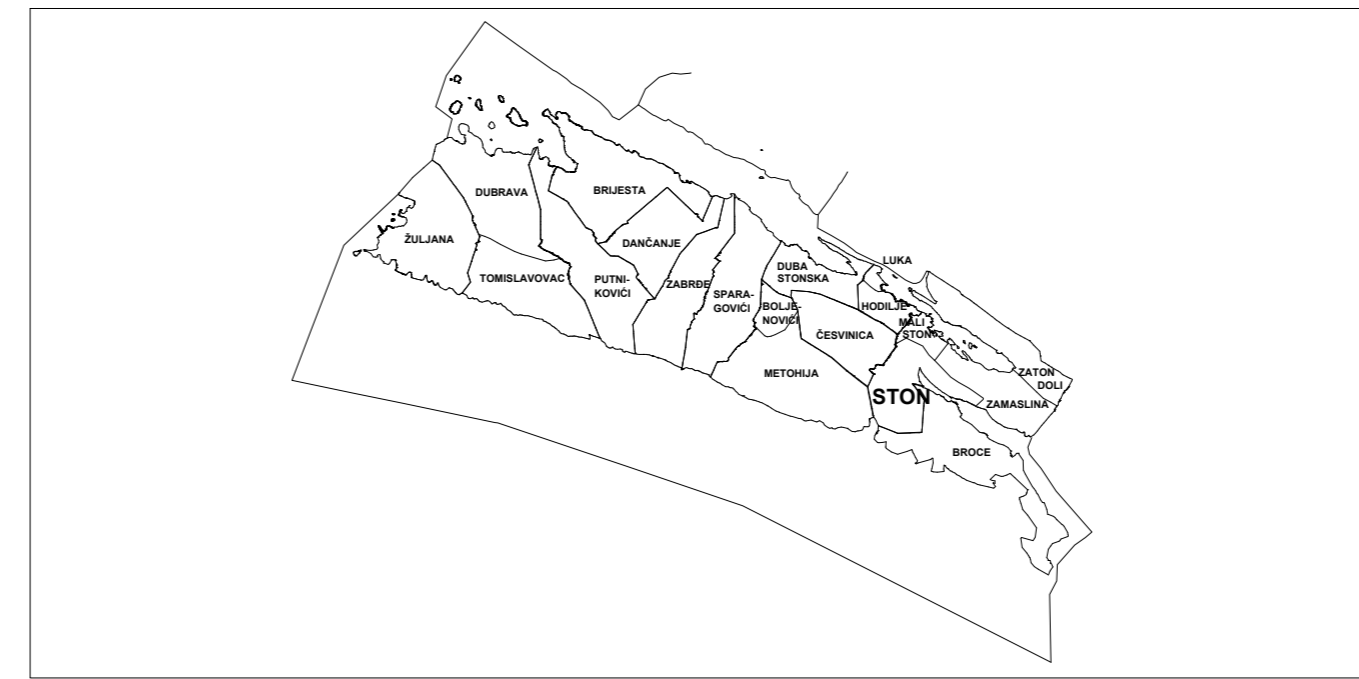 DUBRAVA
BRIJESTA
ŽULJANA
DANČANJE
TOMISLAVOVAC
PUTNI-
KOVIĆI
ZABRĐE
SPARA-
GOVIĆI
DUBA
STONSKA
LUKA
BOLJE-
NOVIĆI
HODILJE
MALI
STON
ČESVINICA
METOHIJA
STON
ZATON
DOLI
ZAMASLINA
BROCE